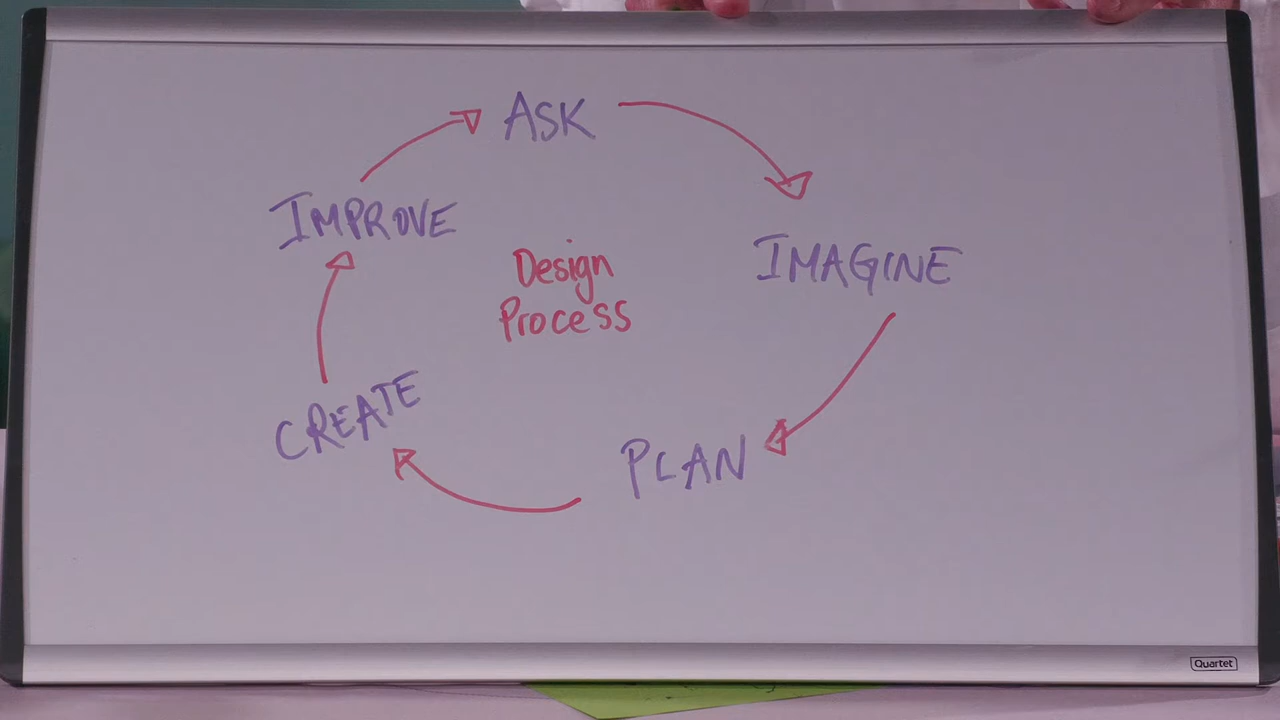 ASK
IMAGINE
PLAN
CREATE
IMPROVE
Design
Process
Quartet